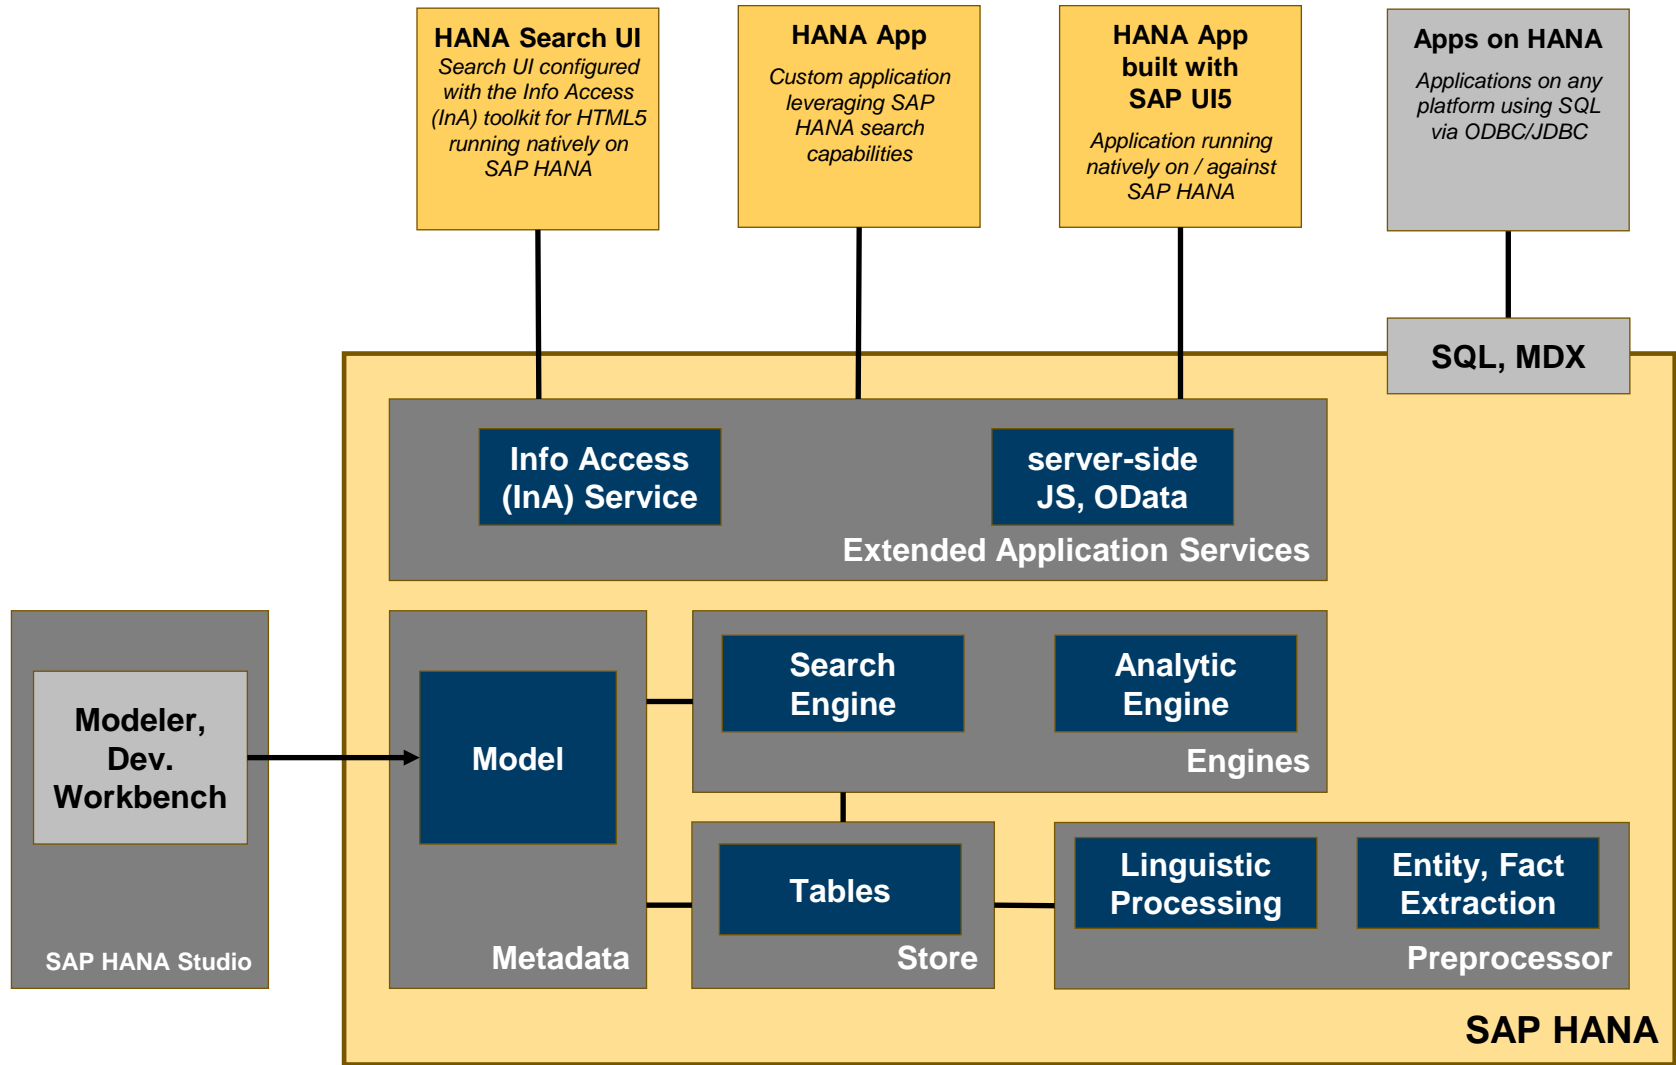 HANA Search UI
Search UI configured
with the Info Access
(InA) toolkit for HTML5
running natively on
SAP HANA
HANA App
Custom application
leveraging SAP
HANA search
capabilities
HANA App
built with
SAP UI5
Application running
natively on / against
SAP HANA
Apps on HANA
Applications on any
platform using SQL
via ODBC/JDBC
SQL, MDX
Info Access
(InA) Service
server-side
JS, OData
Extended Application Services
Modeler,
Dev.
Workbench
SAP HANA Studio
Model
Metadata
Search
Engine
Analytic
Engine
Engines
Tables
Store
Linguistic
Processing
Entity, Fact
Extraction
Preprocessor
SAP HANA